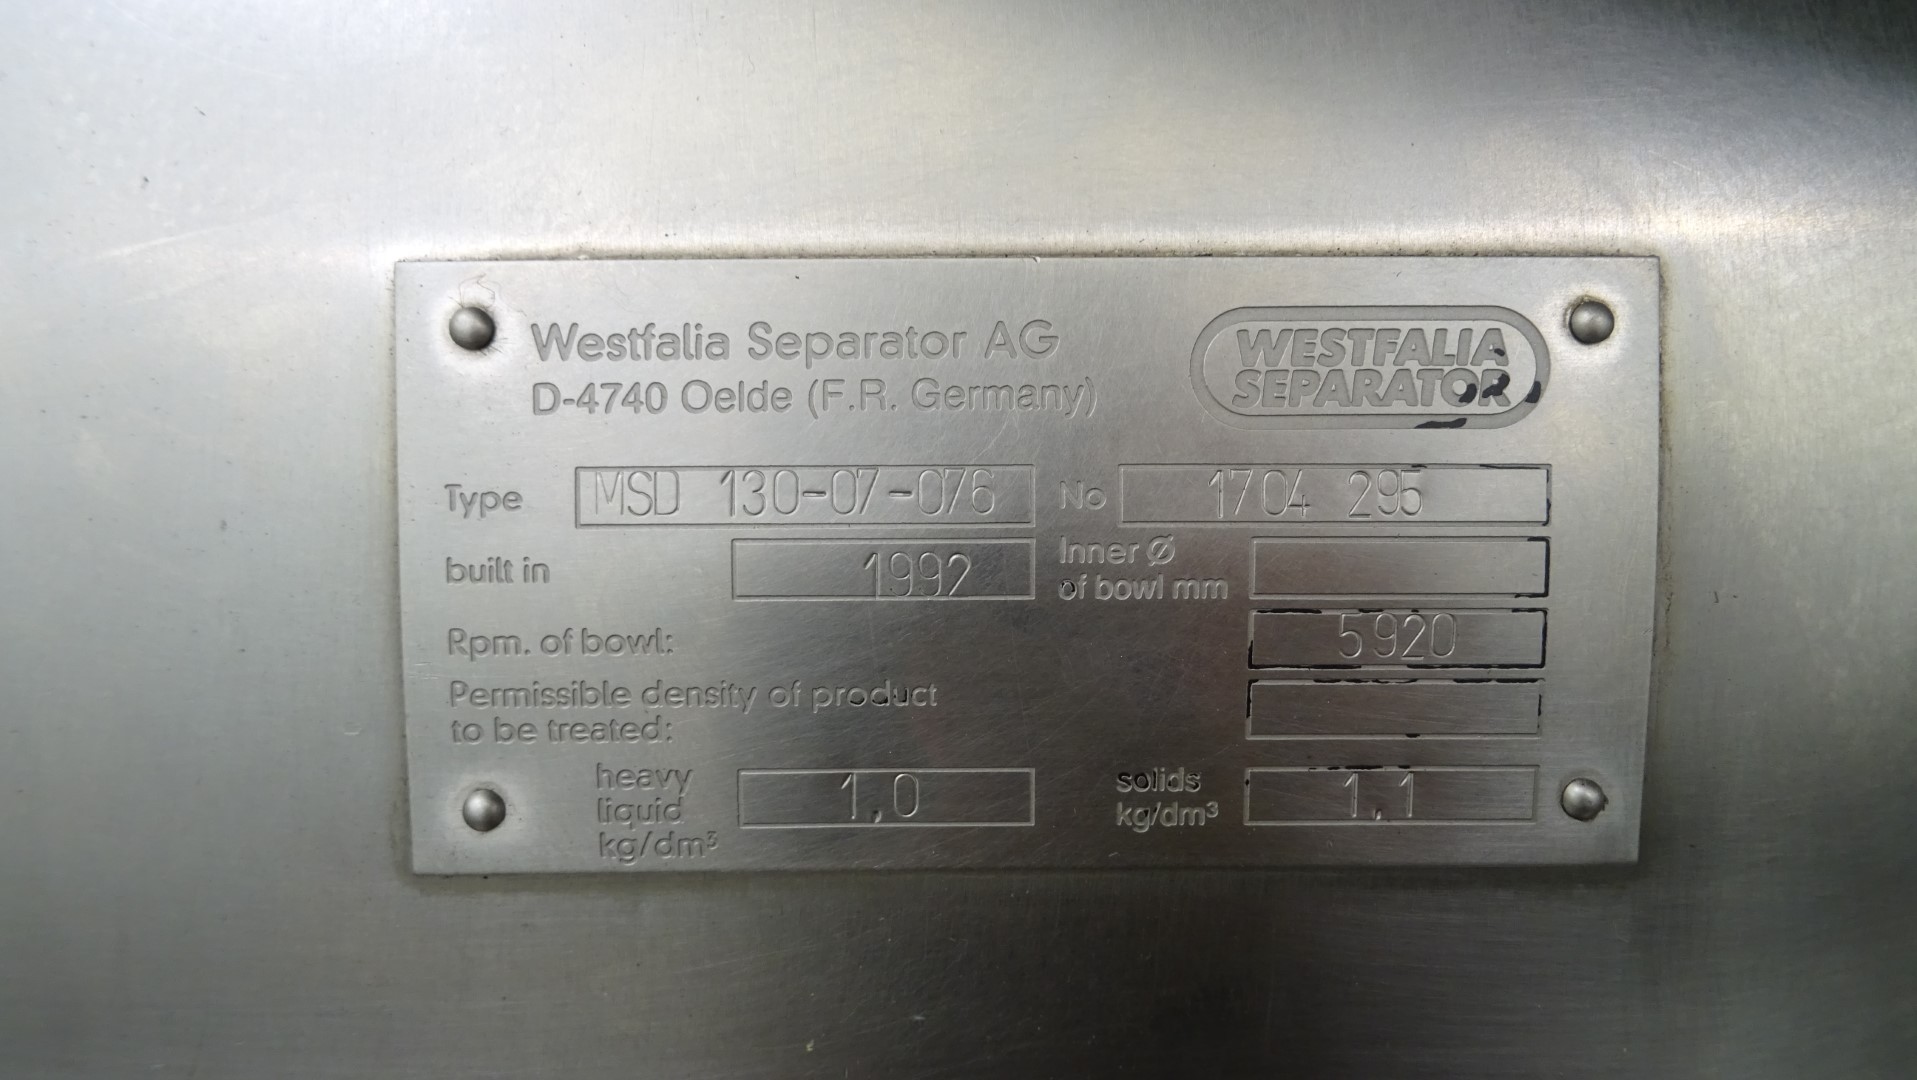 Westfalia Separator AG
D-4740 Oelde (F.R. Germany)
WESTFALIA
SEPARATOR
Type MSD 130-07-076 No 1704 295
built in 1992 Inner Ø
of bowl mm
Rpm. of bowl: 5920
Permissible density of product
to be treated:
heavy
liquid 1,0
kg/dm³
solids 1.1
kg/dm³